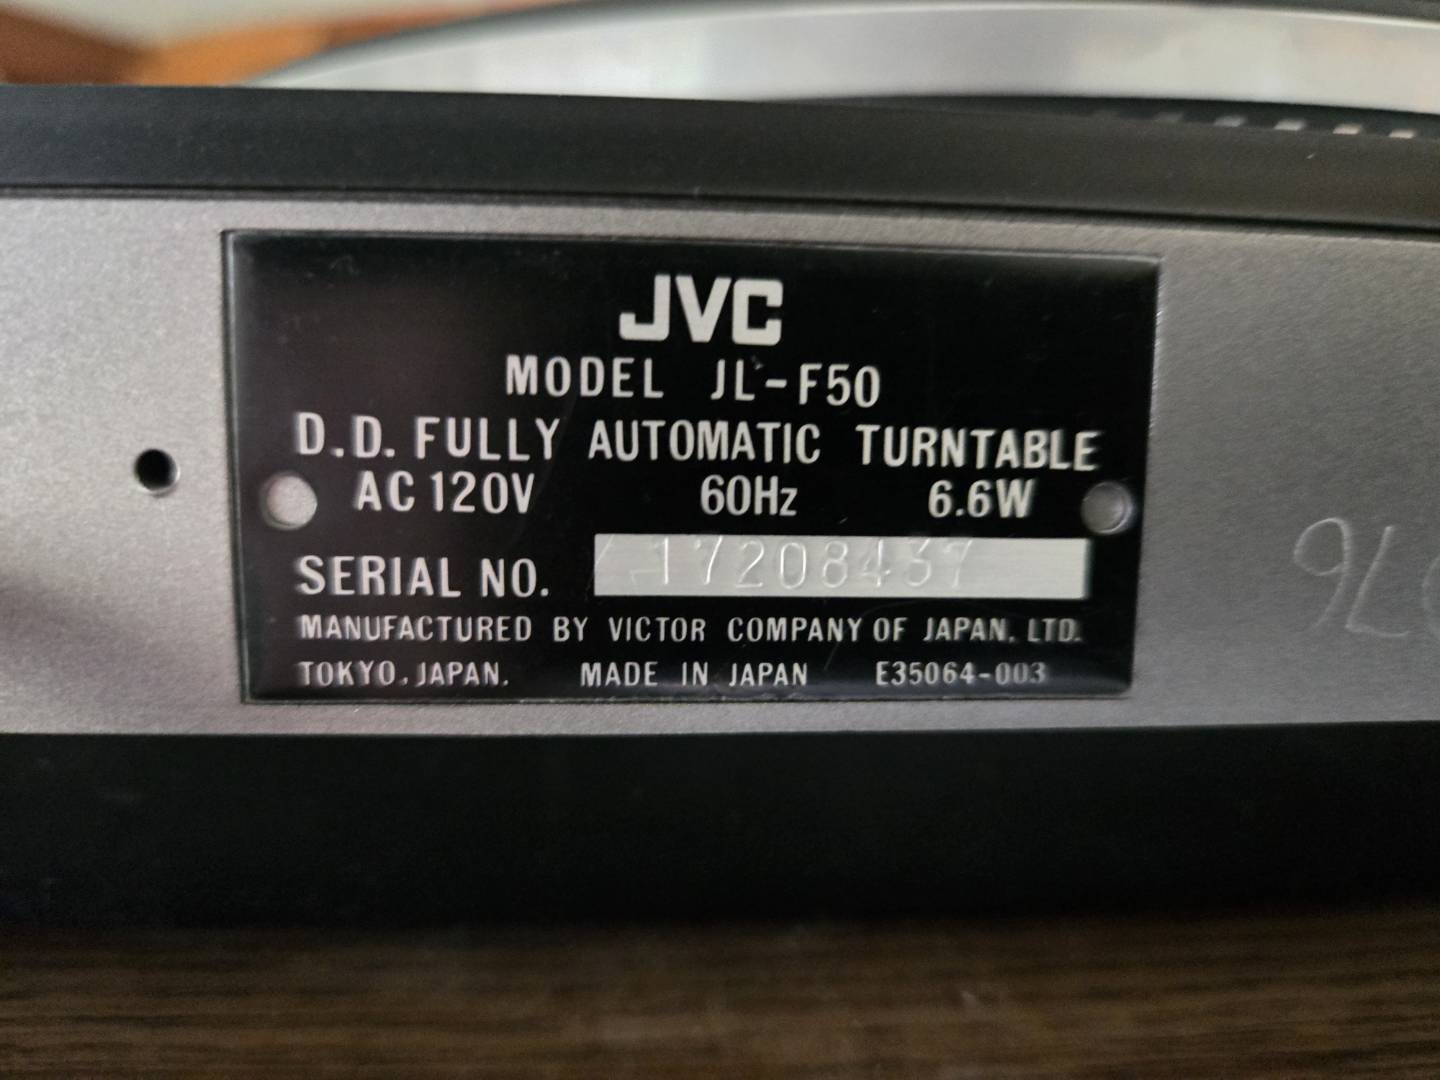 JVC
MODEL JL-F50
D.D. FULLY AUTOMATIC TURNTABLE
AC 120V 60Hz 6.6W
SERIAL NO. 17208437
MANUFACTURED BY VICTOR COMPANY OF JAPAN, LTD.
TOKYO, JAPAN. MADE IN JAPAN E35064-003